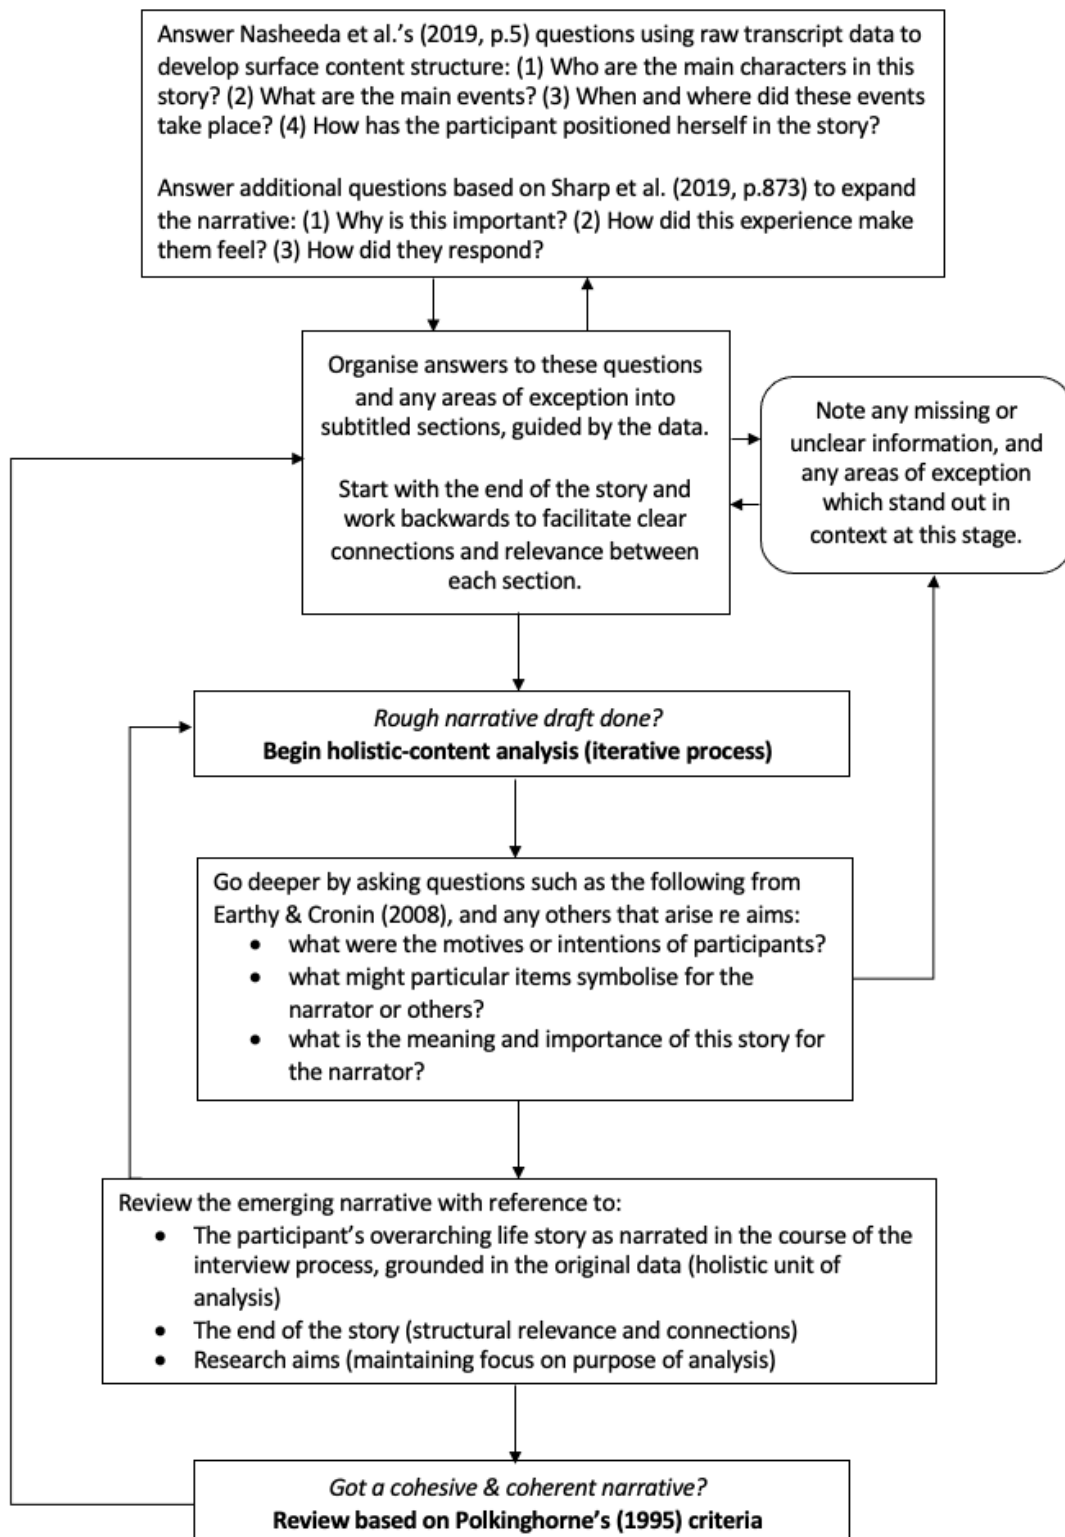 Answer Nasheeda et al.'s (2019, p.5) questions using raw transcript data to
develop surface content structure: (1) Who are the main characters in this
story? (2) What are the main events? (3) When and where did these events
take place? (4) How has the participant positioned herself in the story?
Answer additional questions based on Sharp et al. (2019, p.873) to expand
the narrative: (1) Why is this important? (2) How did this experience make
them feel? (3) How did they respond?
Organise answers to these questions
and any areas of exception into
subtitled sections, guided by the data.
Start with the end of the story and
work backwards to facilitate clear
connections and relevance between
each section.
Note any missing or
unclear information, and
any areas of exception
which stand out in
context at this stage.
Rough narrative draft done?
Begin holistic-content analysis (iterative process)
Go deeper by asking questions such as the following from
Earthy & Cronin (2008), and any others that arise re aims:
• what were the motives or intentions of participants?
• what might particular items symbolise for the
narrator or others?
• what is the meaning and importance of this story for
the narrator?
Review the emerging narrative with reference to:
• The participant's overarching life story as narrated in the course of the
interview process, grounded in the original data (holistic unit of
analysis)
• The end of the story (structural relevance and connections)
• Research aims (maintaining focus on purpose of analysis)
Got a cohesive & coherent narrative?
Review based on Polkinghorne's (1995) criteria